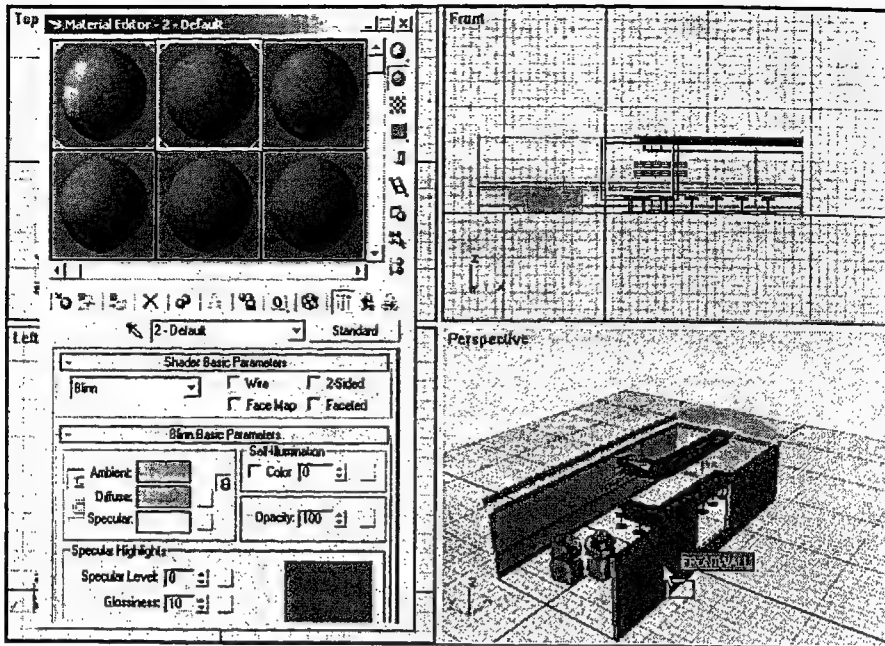 Top
Material Editor - 2 - Default
Front
2 - Default
Standard
Left
Perspective
Shader Basic Parameters
Blinn
Wire
2-Sided
Face Map
Faceted
Blinn Basic Parameters
Self-Illumination
Ambient:
Color
0
Diffuse:
Specular:
Opacity:
100
Specular Highlights
Specular Level:
0
Glossiness:
10
FRONTWALL
z
z